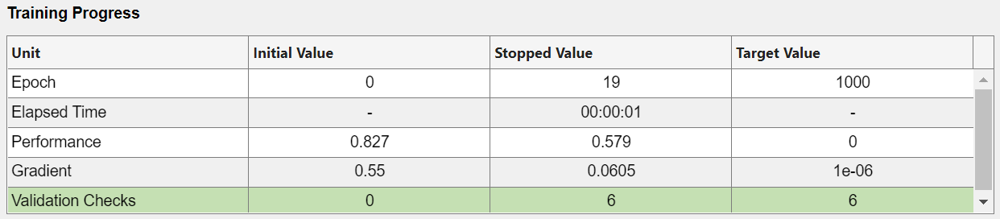 Training Progress
Unit Initial Value Stopped Value Target Value
Epoch 0 19 1000
Elapsed Time - 00:00:01 -
Performance 0.827 0.579 0
Gradient 0.55 0.0605 1e-06
Validation Checks 0 6 6